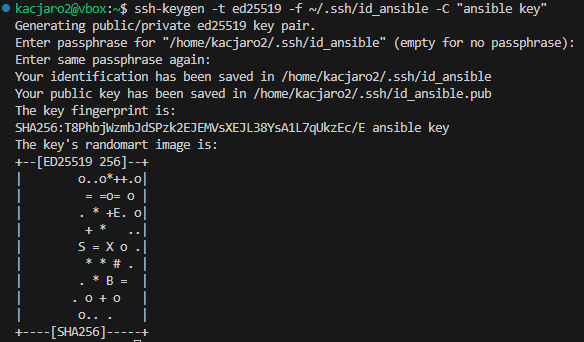 kacjaro2@vbox:~$ ssh-keygen -t ed25519 -f ~/.ssh/id_ansible -C "ansible key"
Generating public/private ed25519 key pair.
Enter passphrase for "/home/kacjaro2/.ssh/id_ansible" (empty for no passphrase):
Enter same passphrase again:
Your identification has been saved in /home/kacjaro2/.ssh/id_ansible
Your public key has been saved in /home/kacjaro2/.ssh/id_ansible.pub
The key fingerprint is:
SHA256:T8PhbjWzmbJdSPzk2EJEMVsXEJL38YsA1L7qUkzEc/E ansible key
The key's randomart image is:
+--[ED25519 256]--+
|       o..o*++.o|
|        = =o= o |
|       . * +E. o|
|        + *   ..|
|       S = X o .|
|        * * # . |
|       . * B =  |
|      . o + o   |
|       o.. .    |
+----[SHA256]-----+